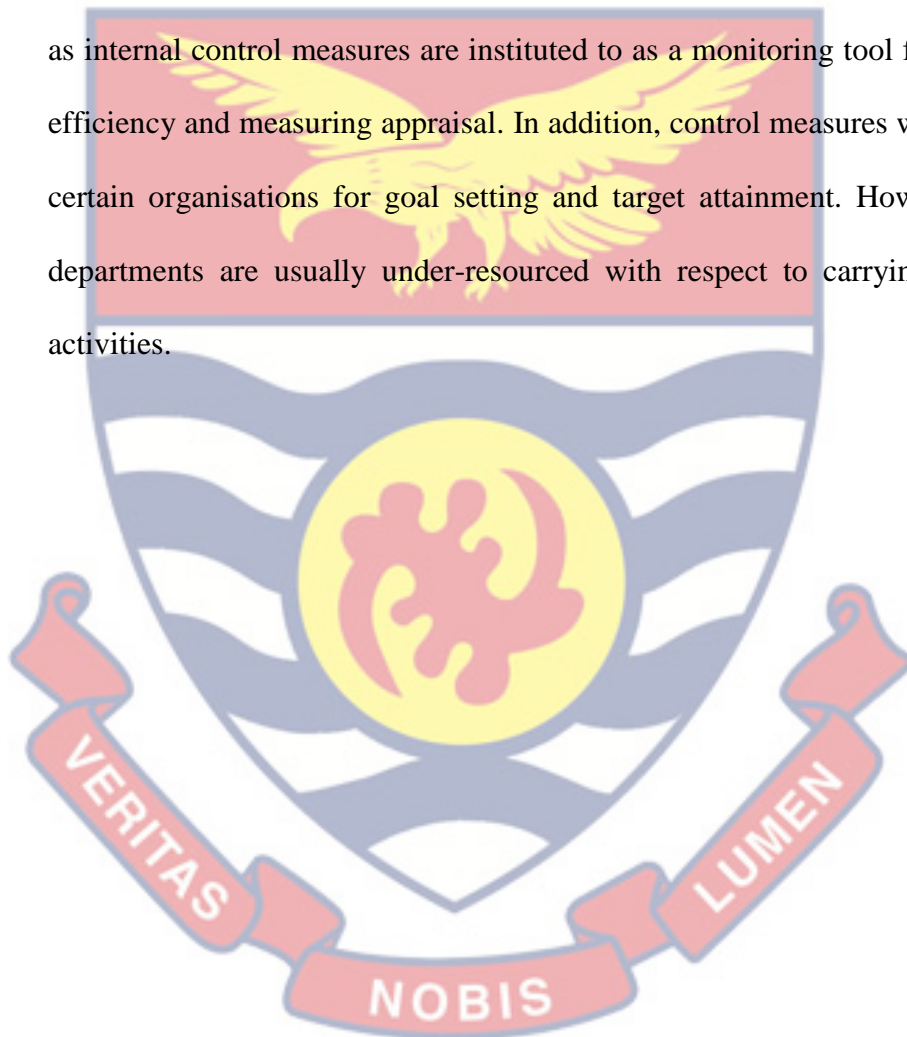 as internal control measures are instituted to as a monitoring tool
efficiency and measuring appraisal. In addition, control measures
certain organisations for goal setting and target attainment.
departments are usually under-resourced with respect to
activities.
VERITAS
NOBIS
LUMEN